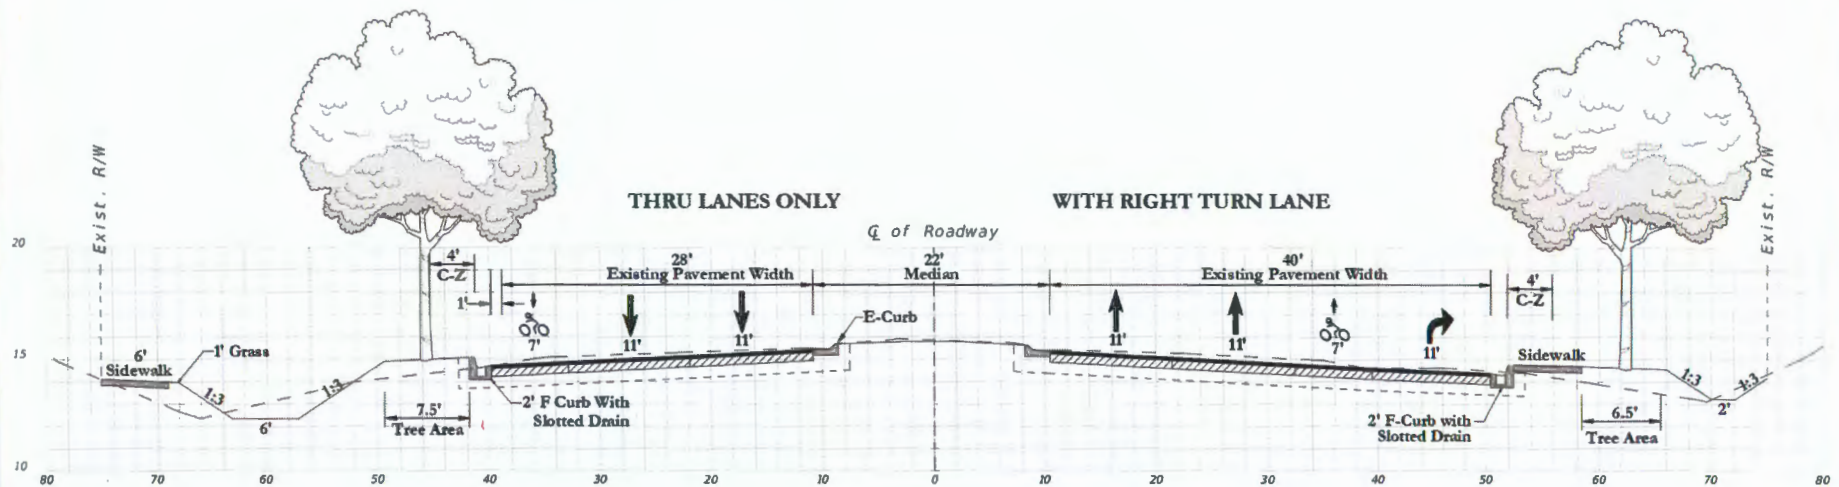 THRU LANES ONLY
WITH RIGHT TURN LANE
Exist. R/W
Exist. R/W
℄ of Roadway
20
4'
C-Z
28'
Existing Pavement Width
22'
Median
40'
Existing Pavement Width
4'
C-Z
1'
7'
11'
11'
E-Curb
11'
11'
7'
11'
15
6'
Sidewalk
1' Grass
Sidewalk
1:3
1:3
1:3
4:3
7.5'
Tree Area
6'
2' F Curb With
Slotted Drain
2' F-Curb with
Slotted Drain
6.5'
Tree Area
2'
10
80 70 60 50 40 30 20 10 0 10 20 30 40 50 60 70 80